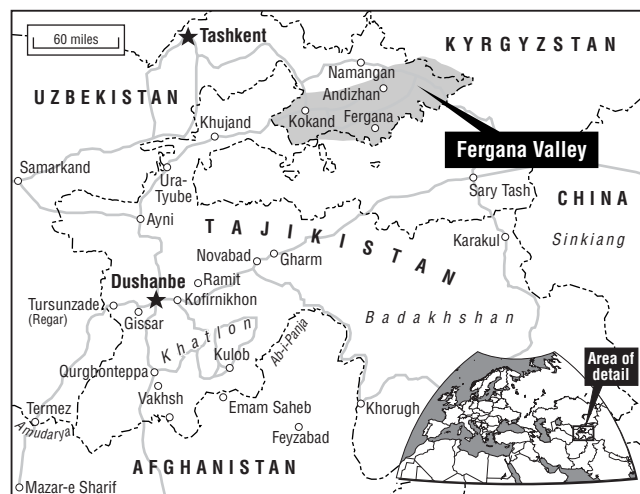 60 miles
Tashkent
KYRGYZSTAN
Namangan
UZBEKISTAN
Andizhan
Kokand
Fergana
Khujand
Fergana Valley
Samarkand
Ura-
Tyube
Sary Tash
CHINA
Ayni
TAJIKISTAN
Karakul
Sinkiang
Novabad
Gharm
Dushanbe
Ramit
Tursunzade
(Regar)
Kofirnikhon
Gissar
Badakhshan
Khatlon
Ab-i-Panja
Kulob
Qurghonteppa
Area of
detail
Vakhsh
Emam Saheb
Khorugh
Termez
Amudarya
Feyzabad
AFGHANISTAN
Mazar-e Sharif